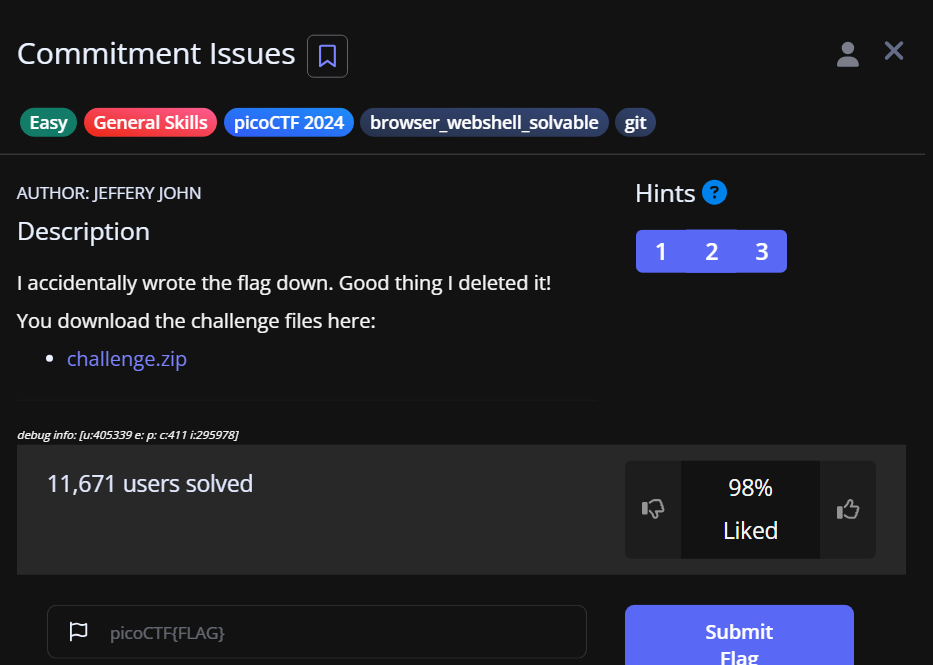 Commitment Issues
Easy General Skills picoCTF 2024 browser_webshell_solvable git
AUTHOR: JEFFERY JOHN
Description
I accidentally wrote the flag down. Good thing I deleted it!
You download the challenge files here:
challenge.zip
Hints ?
1 2 3
debug info: [u:405339 e: p: c:411 i:295978]
11,671 users solved
98%
Liked
picoCTF{FLAG}
Submit
Flag